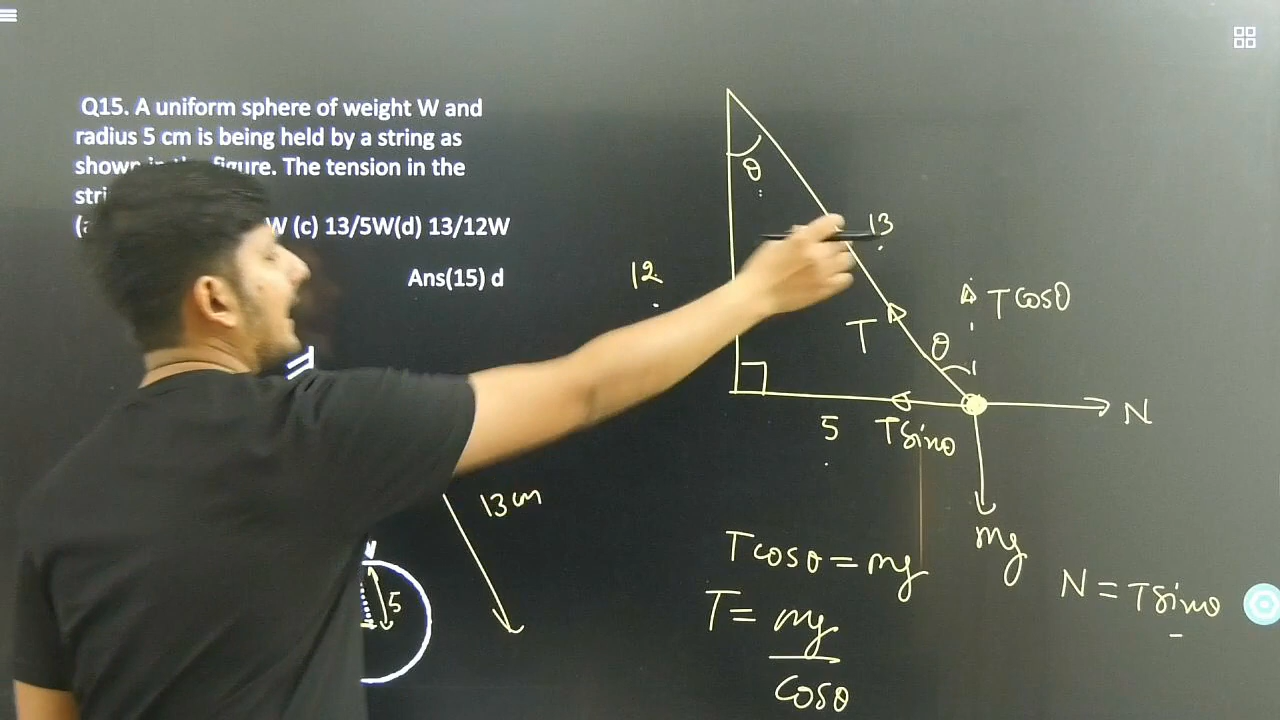 Q15. A uniform sphere of weight W and
radius 5 cm is being held by a string as
shown in the figure. The tension in the
W (c) 13/5W(d) 13/12W
Ans(15) d
θ
12
13
T cosθ
T
θ
N
5
T sinθ
mg
13 cm
5
T cosθ = mg
N = T sinθ
T = mg
cosθ